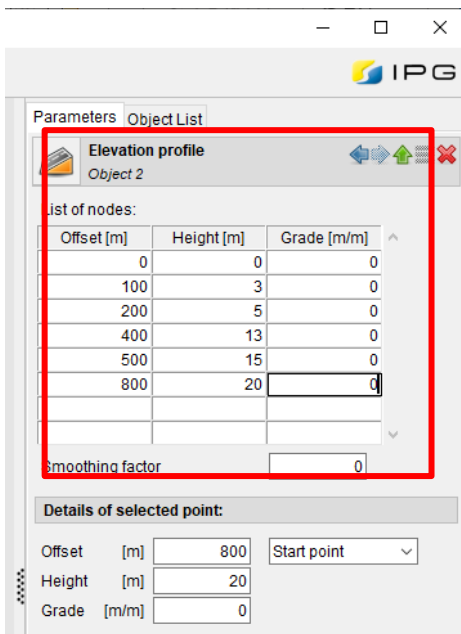 IPG
Parameters Object List
Elevation profile
Object 2
List of nodes:
Offset [m] Height [m] Grade [m/m]
0 0 0
100 3 0
200 5 0
400 13 0
500 15 0
800 20 0
Smoothing factor 0
Details of selected point:
Offset [m] 800 Start point
Height [m] 20
Grade [m/m] 0